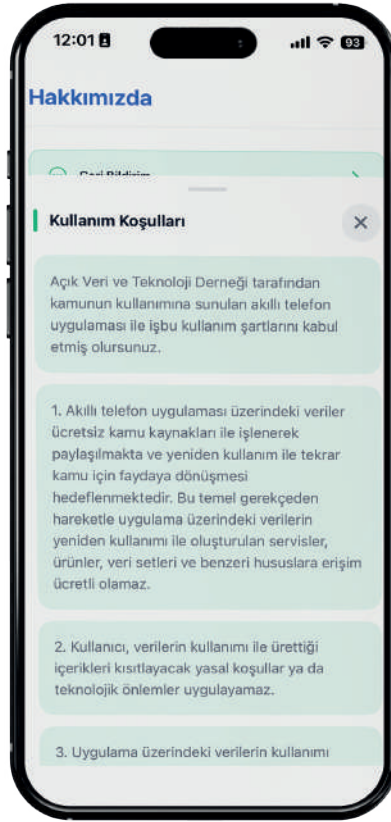 12:01
93
Hakkımızda
Geri Bildirim
Kullanım Koşulları
Açık Veri ve Teknoloji Derneği tarafından
kamunun kullanımına sunulan akıllı telefon
uygulaması ile işbu kullanım şartlarını kabul
etmiş olursunuz.
1. Akıllı telefon uygulaması üzerindeki veriler
ücretsiz kamu kaynakları ile işlenerek
paylaşılmakta ve yeniden kullanım ile tekrar
kamu için faydaya dönüşmesi
hedeflenmektedir. Bu temel gerekçeden
hareketle uygulama üzerindeki verilerin
yeniden kullanımı ile oluşturulan servisler,
ürünler, veri setleri ve benzeri hususlara erişim
ücretli olamaz.
2. Kullanıcı, verilerin kullanımı ile ürettiği
içerikleri kısıtlayacak yasal koşullar ya da
teknolojik önlemler uygulayamaz.
3. Uygulama üzerindeki verilerin kullanımı